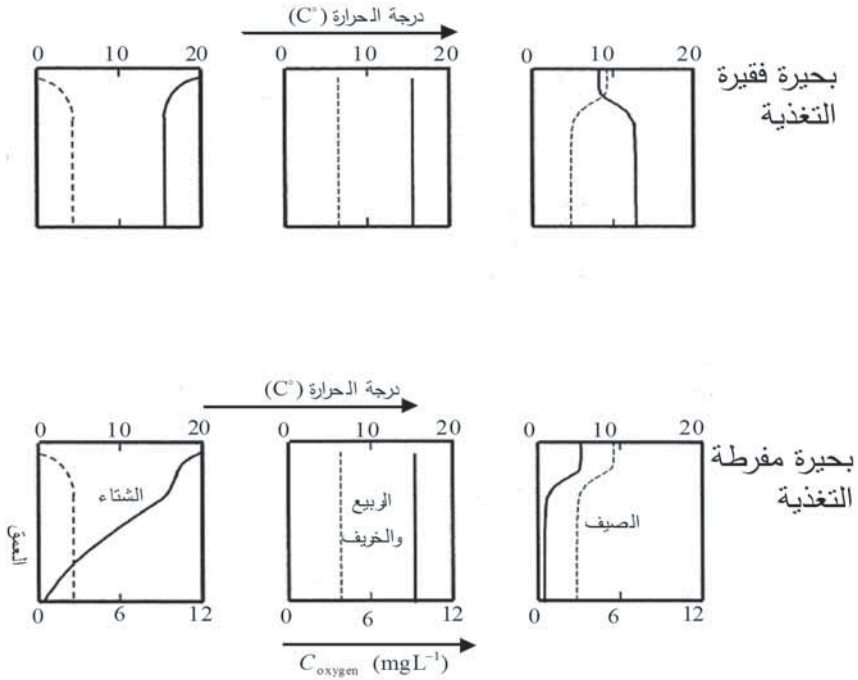 درجة الحرارة (C°)
0 10 20
0 10 20
0 10 20
بحيرة فقيرة
التغذية
درجة الحرارة (C°)
0 10 20
0 10 20
0 10 20
بحيرة مفرطة
التغذية
الشتاء
الربيع
والخريف
الصيف
العمق
0 6 12
0 6 12
0 6 12
C oxygen (mgL⁻¹)